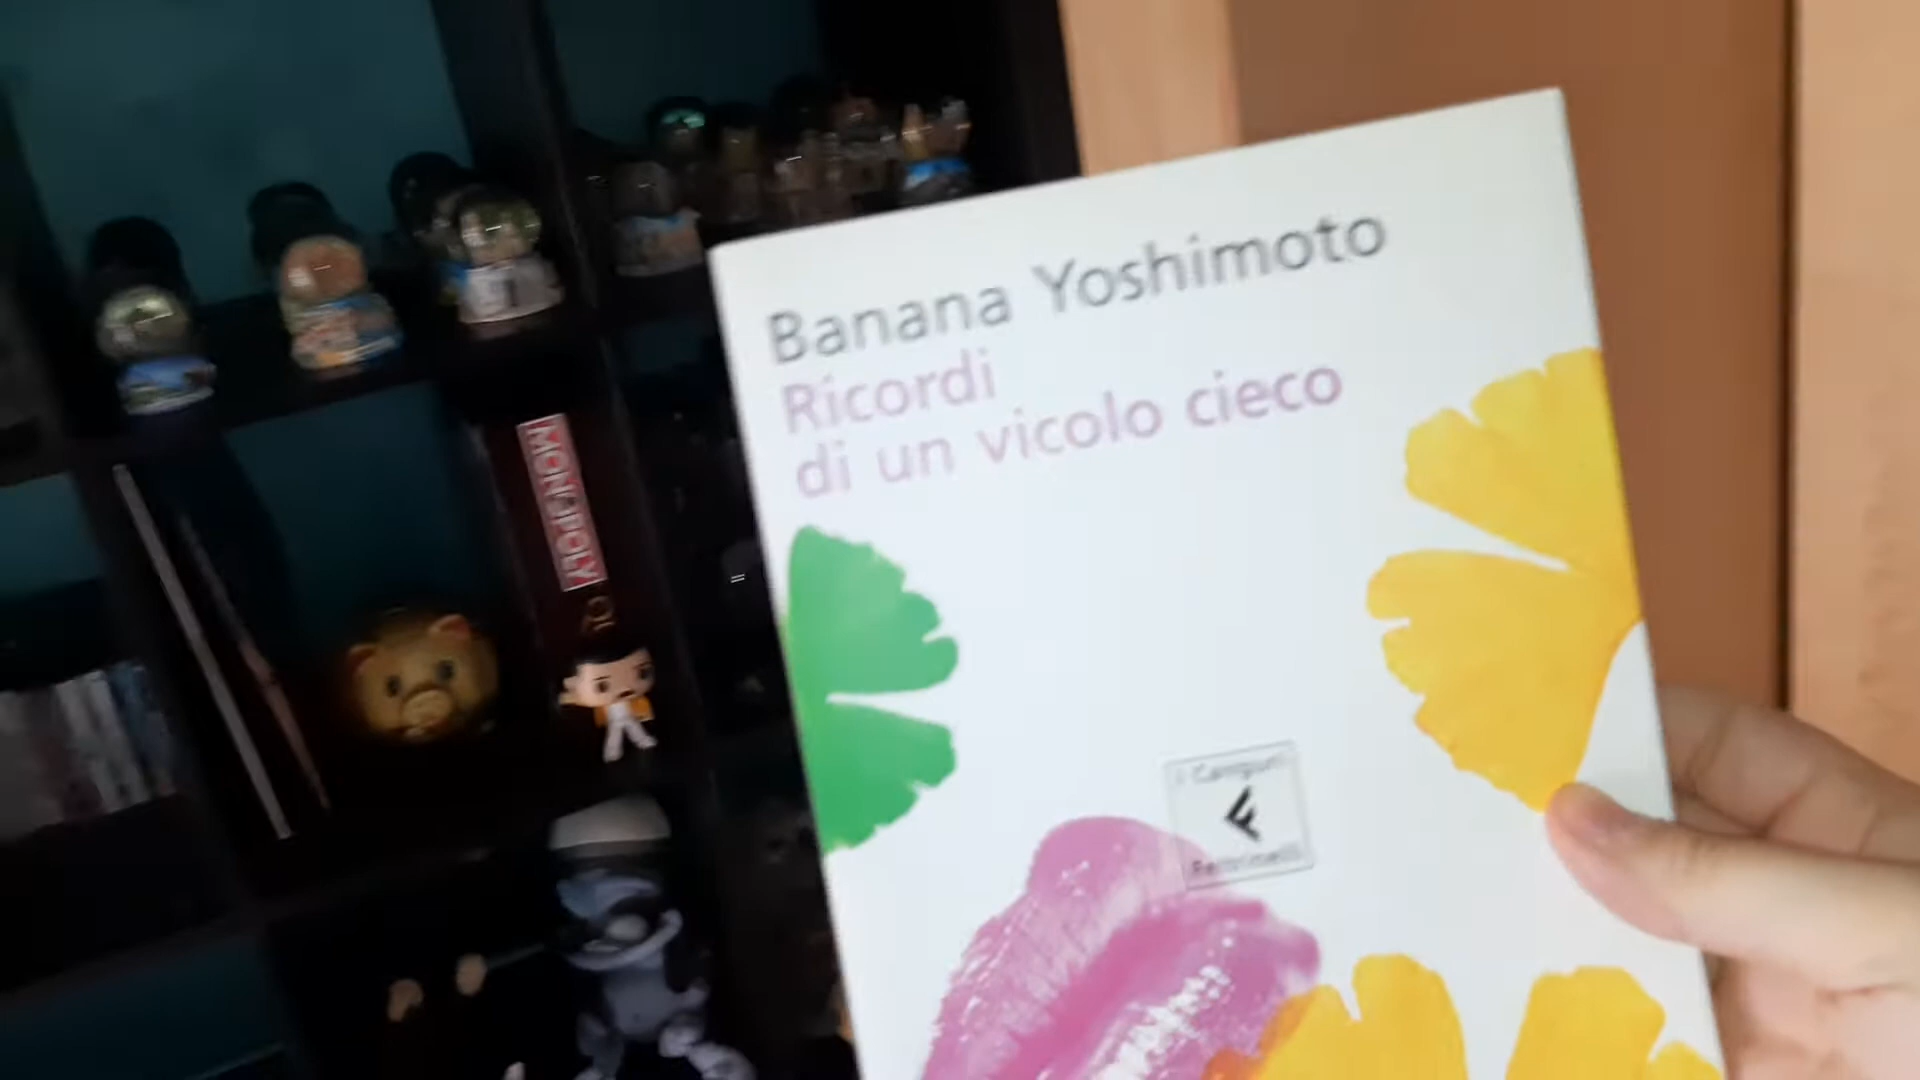 Banana Yoshimoto
Ricordi
di un vicolo cieco
MONOPOLY
i Canguri
Feltrinelli